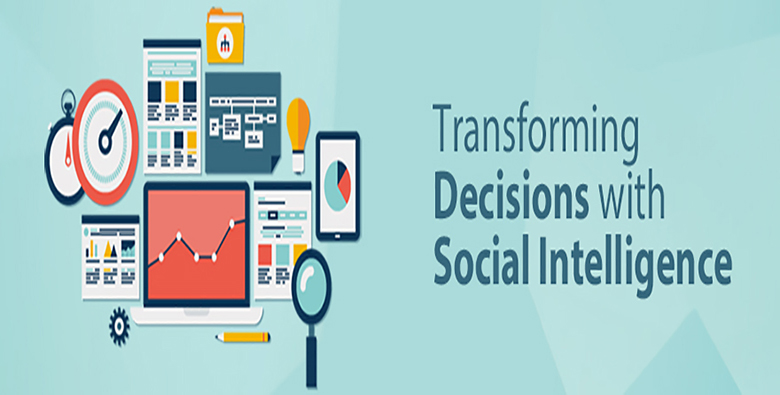 Transforming
Decisions with
Social Intelligence